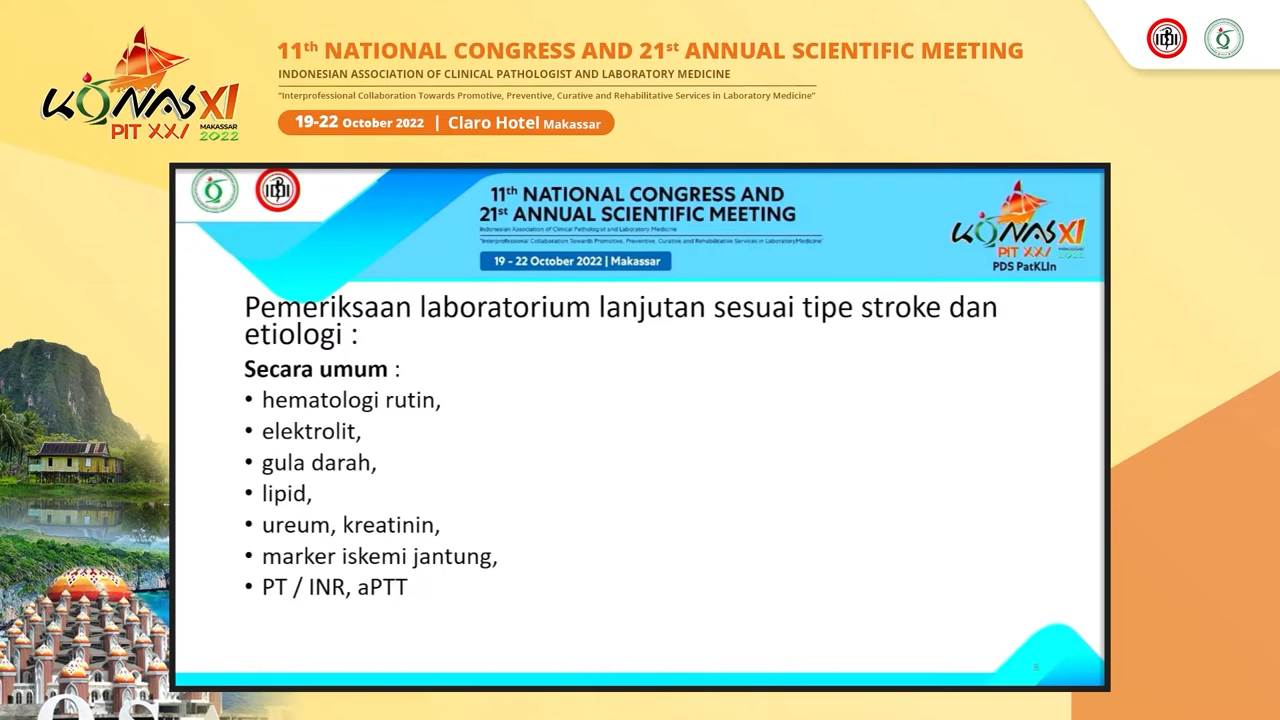 KONAS XI
PIT XXI
MAKASSAR
2022
11th NATIONAL CONGRESS AND 21st ANNUAL SCIENTIFIC MEETING
INDONESIAN ASSOCIATION OF CLINICAL PATHOLOGIST AND LABORATORY MEDICINE
"Interprofessional Collaboration Towards Promotive, Preventive, Curative and Rehabilitative Services in Laboratory Medicine"
19-22 October 2022 | Claro Hotel Makassar
11th NATIONAL CONGRESS AND
21st ANNUAL SCIENTIFIC MEETING
Indonesian Association of Clinical Pathologist and Laboratory Medicine
"Interprofessional Collaboration Towards Promotive, Preventive, Curative and Rehabilitative Services in LaboratoryMedicine"
19 - 22 October 2022 | Makassar
KONAS XI
PIT XXI
PDS PatKLIn
Pemeriksaan laboratorium lanjutan sesuai tipe stroke dan
etiologi :
Secara umum :
• hematologi rutin,
• elektrolit,
• gula darah,
• lipid,
• ureum, kreatinin,
• marker iskemi jantung,
• PT / INR, aPTT
8